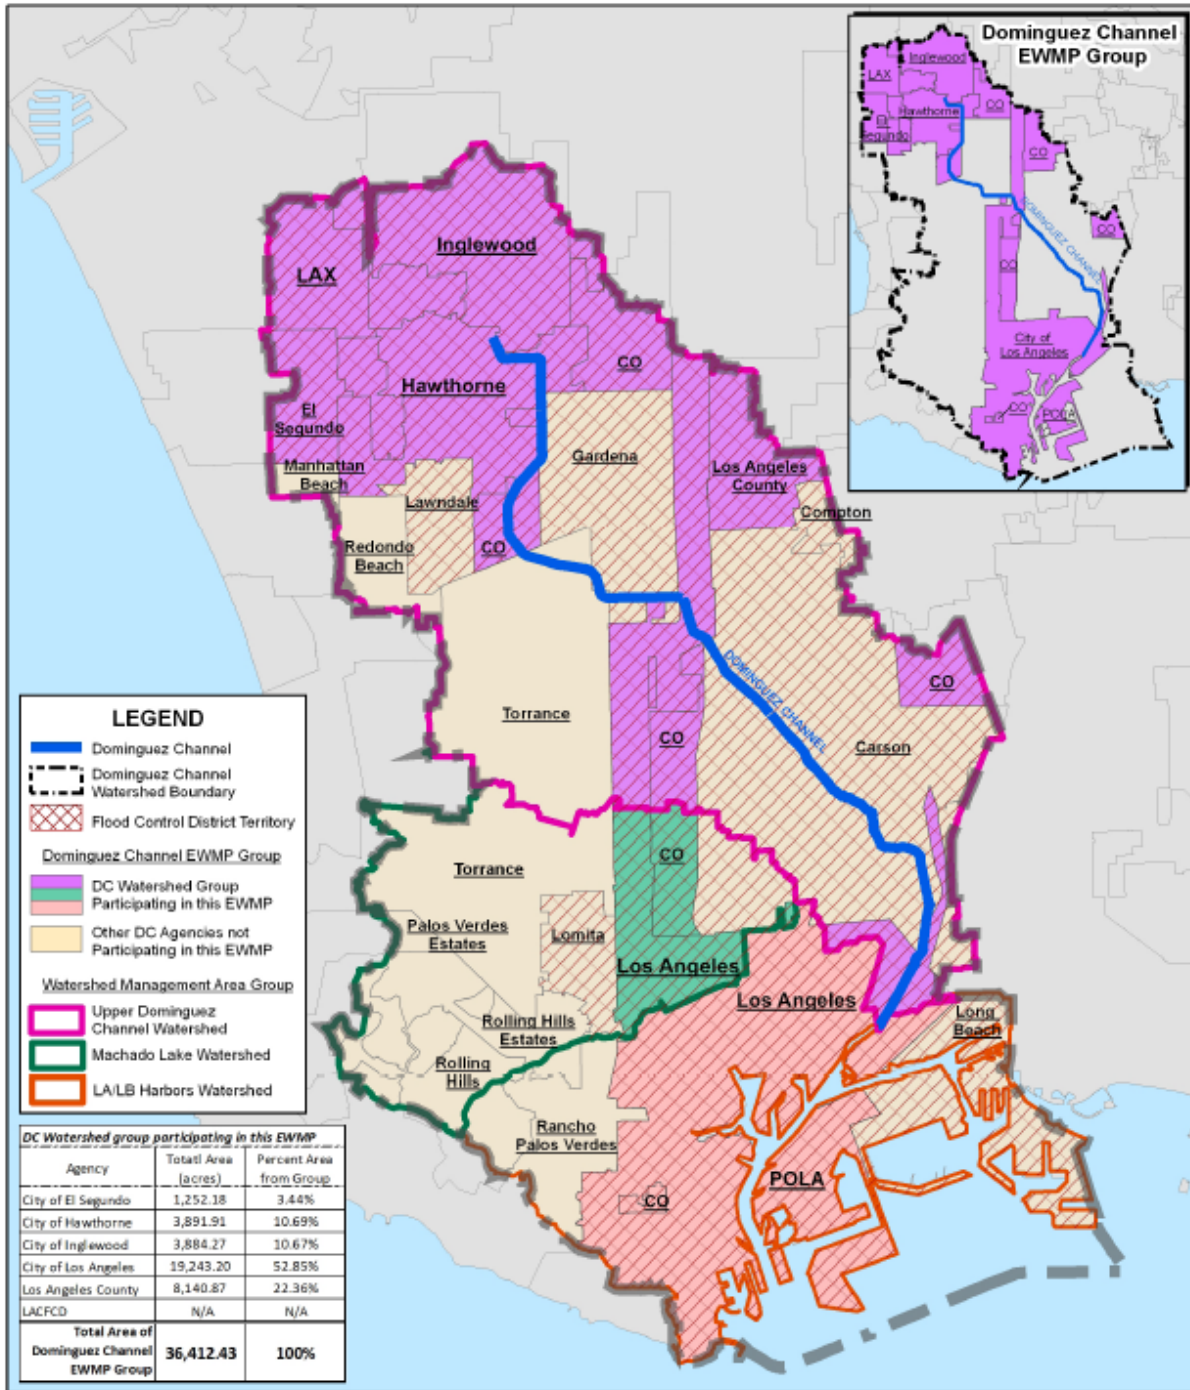 Dominguez Channel
EWMP Group
Inglewood
LAX
CO
Hawthorne
El
Segundo
CO
DOMINGUEZ CHANNEL
CO
CO
City of
Los Angeles
CO
POLA
Inglewood
LAX
CO
Hawthorne
El
Segundo
Manhattan
Beach
Gardena
Los Angeles
County
Lawndale
Compton
Redondo
Beach
CO
CO
DOMINGUEZ CHANNEL
Torrance
CO
Carson
CO
Torrance
Palos Verdes
Estates
Lomita
Los Angeles
Los Angeles
Rolling Hills
Estates
Long
Beach
Rolling
Hills
Rancho
Palos Verdes
POLA
CO
LEGEND
Dominguez Channel
Dominguez Channel
Watershed Boundary
Flood Control District Territory
Dominguez Channel EWMP Group
DC Watershed Group
Participating in this EWMP
Other DC Agencies not
Participating in this EWMP
Watershed Management Area Group
Upper Dominguez
Channel Watershed
Machado Lake Watershed
LA/LB Harbors Watershed
DC Watershed group participating in this EWMP
Agency Totatl Area (acres) Percent Area from Group
City of El Segundo 1,252.18 3.44%
City of Hawthorne 3,891.91 10.69%
City of Inglewood 3,884.27 10.67%
City of Los Angeles 19,243.20 52.85%
Los Angeles County 8,140.87 22.36%
LACFCD N/A N/A
Total Area of Dominguez Channel EWMP Group 36,412.43 100%